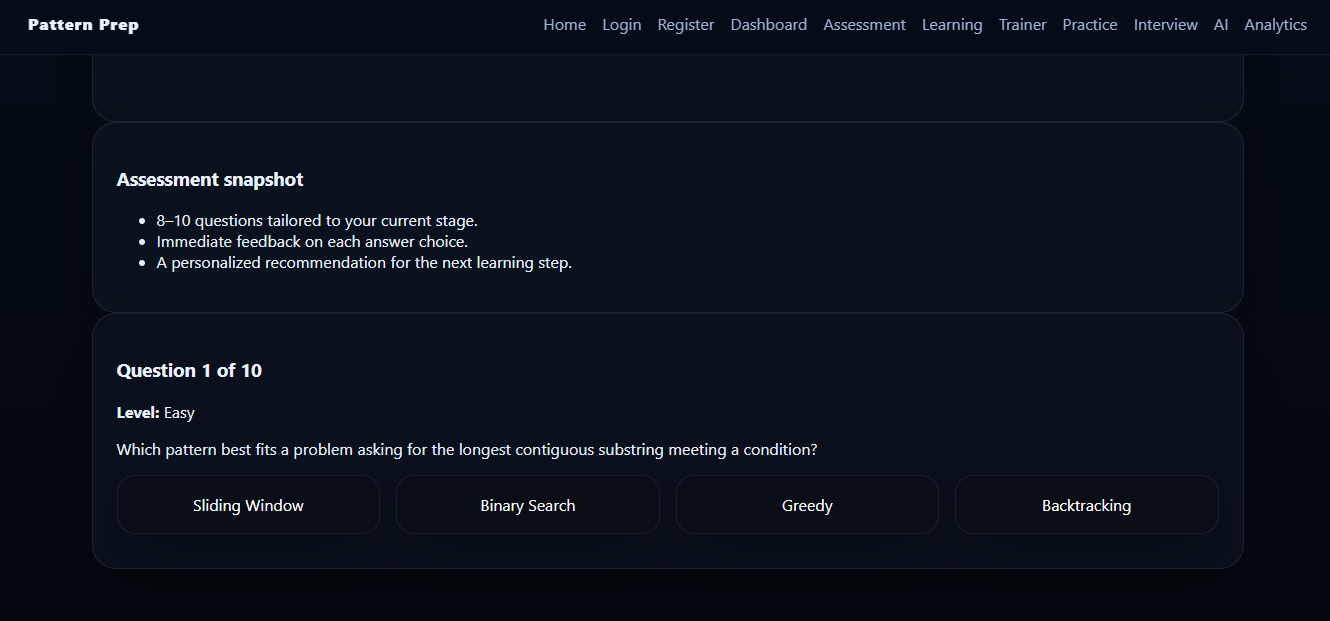 Pattern Prep
Home Login Register Dashboard Assessment Learning Trainer Practice Interview AI Analytics
Assessment snapshot
• 8–10 questions tailored to your current stage.
• Immediate feedback on each answer choice.
• A personalized recommendation for the next learning step.
Question 1 of 10
Level: Easy
Which pattern best fits a problem asking for the longest contiguous substring meeting a condition?
Sliding Window
Binary Search
Greedy
Backtracking